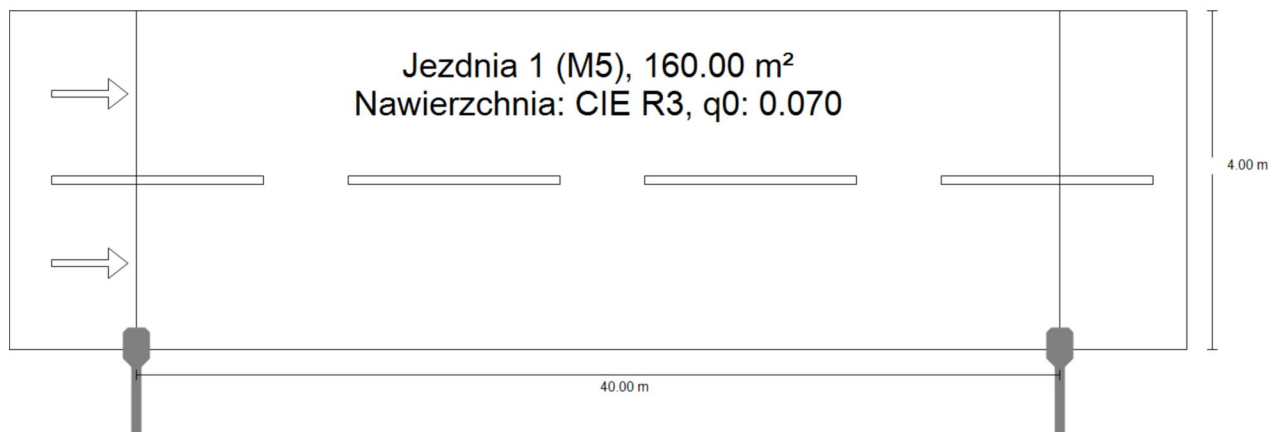 Jezdnia 1 (M5), 160.00 m²
Nawierzchnia: CIE R3, q0: 0.070
4.00 m
40.00 m